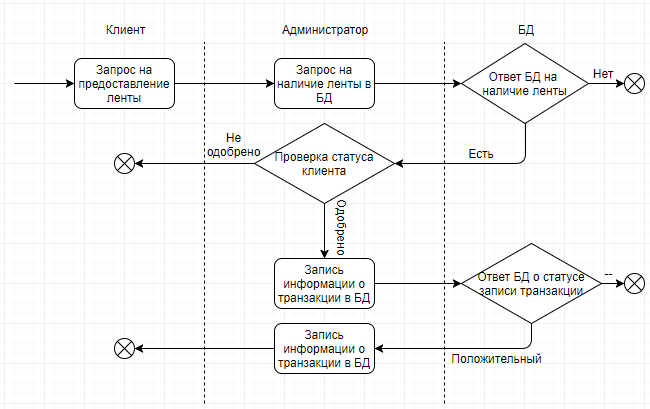 Клиент
Администратор
БД
Запрос на
предоставление
ленты
Запрос на
наличие ленты в
БД
Ответ БД на
наличие ленты
Нет
Не
одобрено
Проверка статуса
клиента
Есть
Одобрено
Запись
информации о
транзакции в БД
Ответ БД о статусе
записи транзакции
--
Запись
информации о
транзакции в БД
Положительный